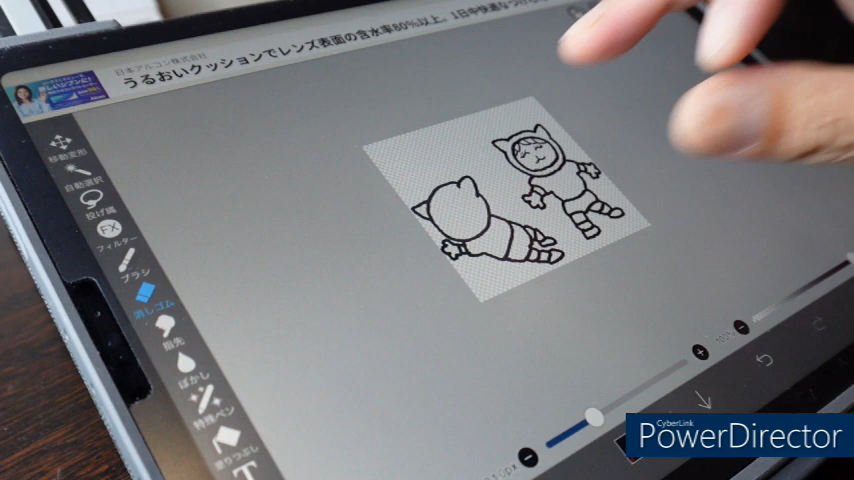 日本アルコン株式会社
うるおいクッションでレンズ表面の含水率80%以上。1日中快適な
移動変形
自動選択
投げ縄
FX
フィルター
ブラシ
消しゴム
指先
ぼかし
特殊ペン
塗りつぶし
T
CyberLink
PowerDirector